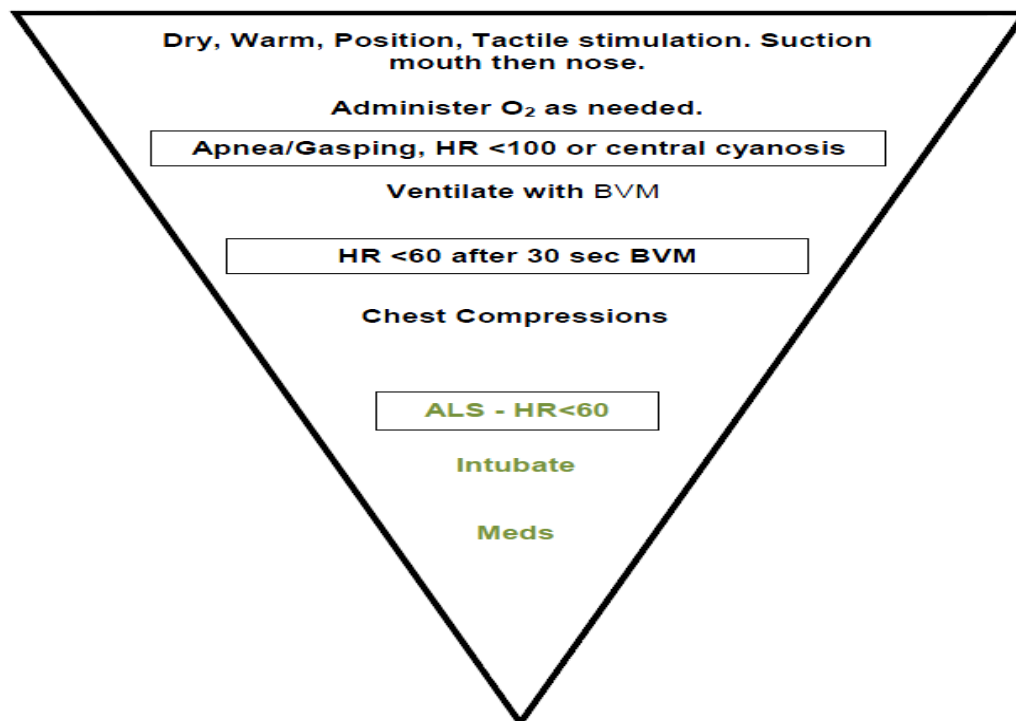 Dry, Warm, Position, Tactile stimulation. Suction
mouth then nose.
Administer O₂ as needed.
Apnea/Gasping, HR <100 or central cyanosis
Ventilate with BVM
HR <60 after 30 sec BVM
Chest Compressions
ALS - HR<60
Intubate
Meds